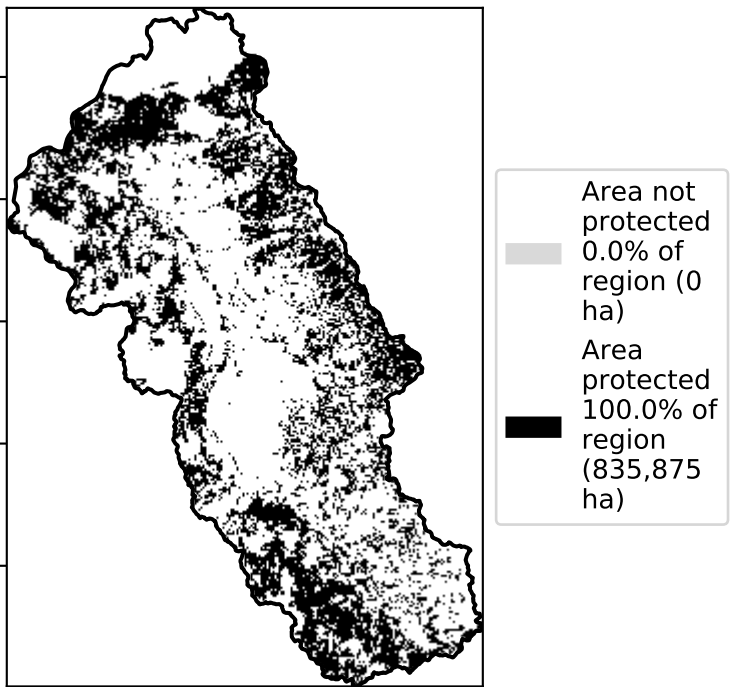 Area not
protected
0.0% of
region (0
ha)
Area
protected
100.0% of
region
(835,875
ha)